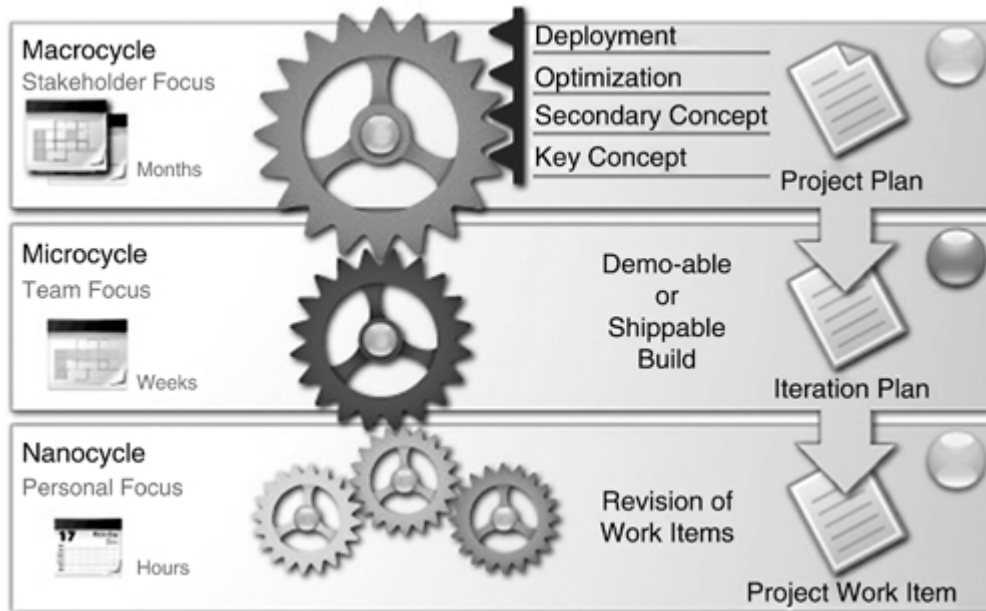 Macrocycle
Stakeholder Focus
Months
Deployment
Optimization
Secondary Concept
Key Concept
Project Plan
Microcycle
Team Focus
Weeks
Demo-able
or
Shippable
Build
Iteration Plan
Nanocycle
Personal Focus
17
Hours
Revision of
Work Items
Project Work Item